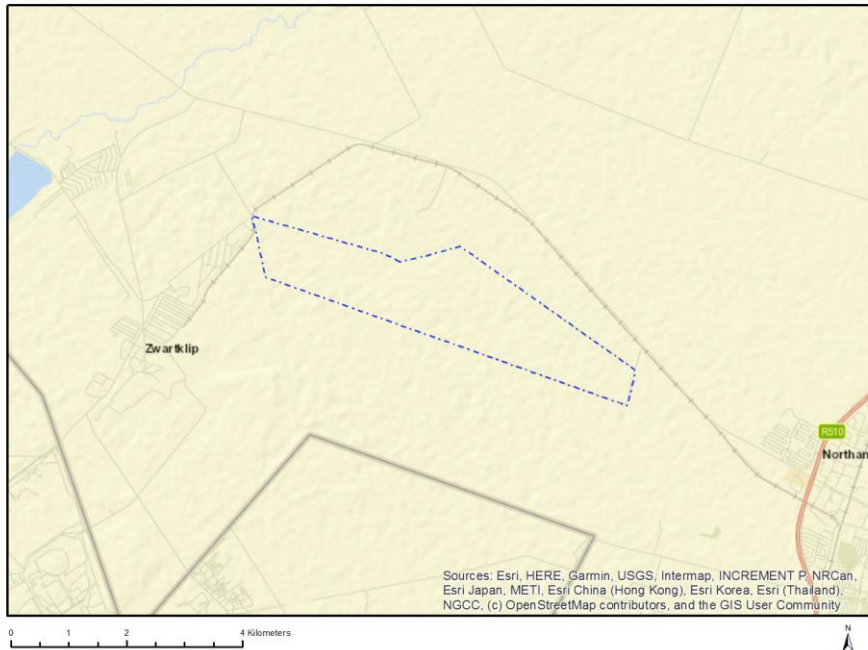 Zwartklip
R510
Northam
Sources: Esri, HERE, Garmin, USGS, Intermap, INCREMENT P, NRCan,
Esri Japan, METI, Esri China (Hong Kong), Esri Korea, Esri (Thailand),
NGCC, (c) OpenStreetMap contributors, and the GIS User Community
0 1 2 4 Kilometers
N